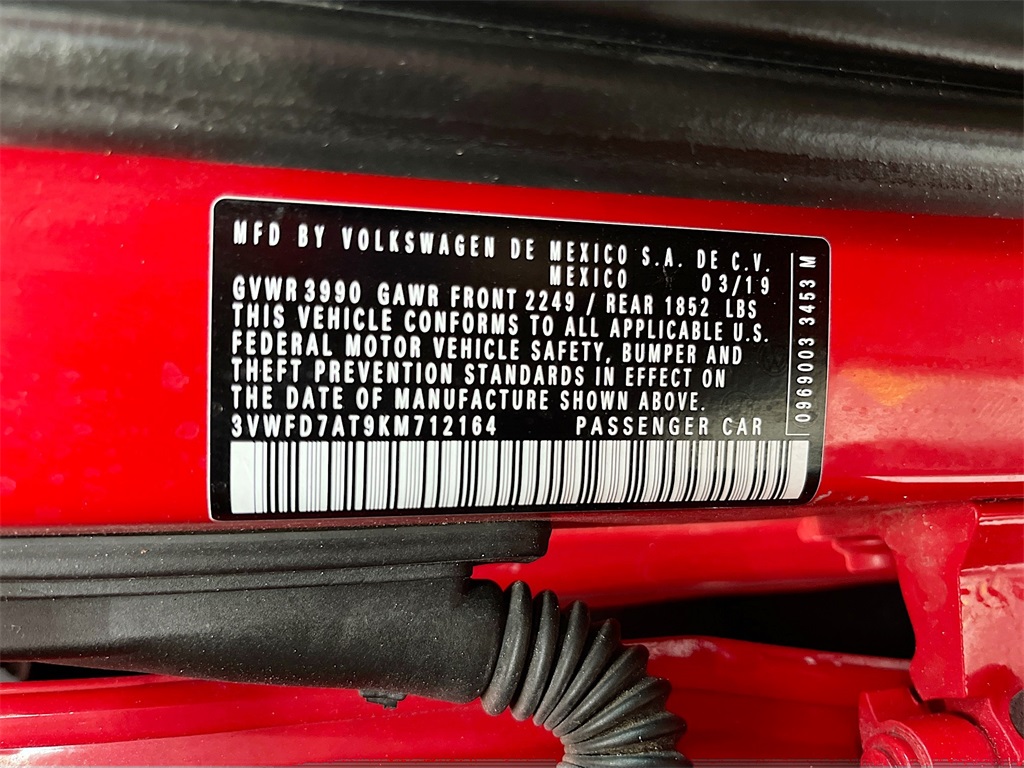 MFD BY VOLKSWAGEN DE MEXICO S.A. DE C.V.
MEXICO 03/19
GVWR 3990 GAWR FRONT 2249 / REAR 1852 LBS
THIS VEHICLE CONFORMS TO ALL APPLICABLE U.S.
FEDERAL MOTOR VEHICLE SAFETY, BUMPER AND
THEFT PREVENTION STANDARDS IN EFFECT ON
THE DATE OF MANUFACTURE SHOWN ABOVE.
3VWFD7AT9KM712164 PASSENGER CAR
0969003 3453 M